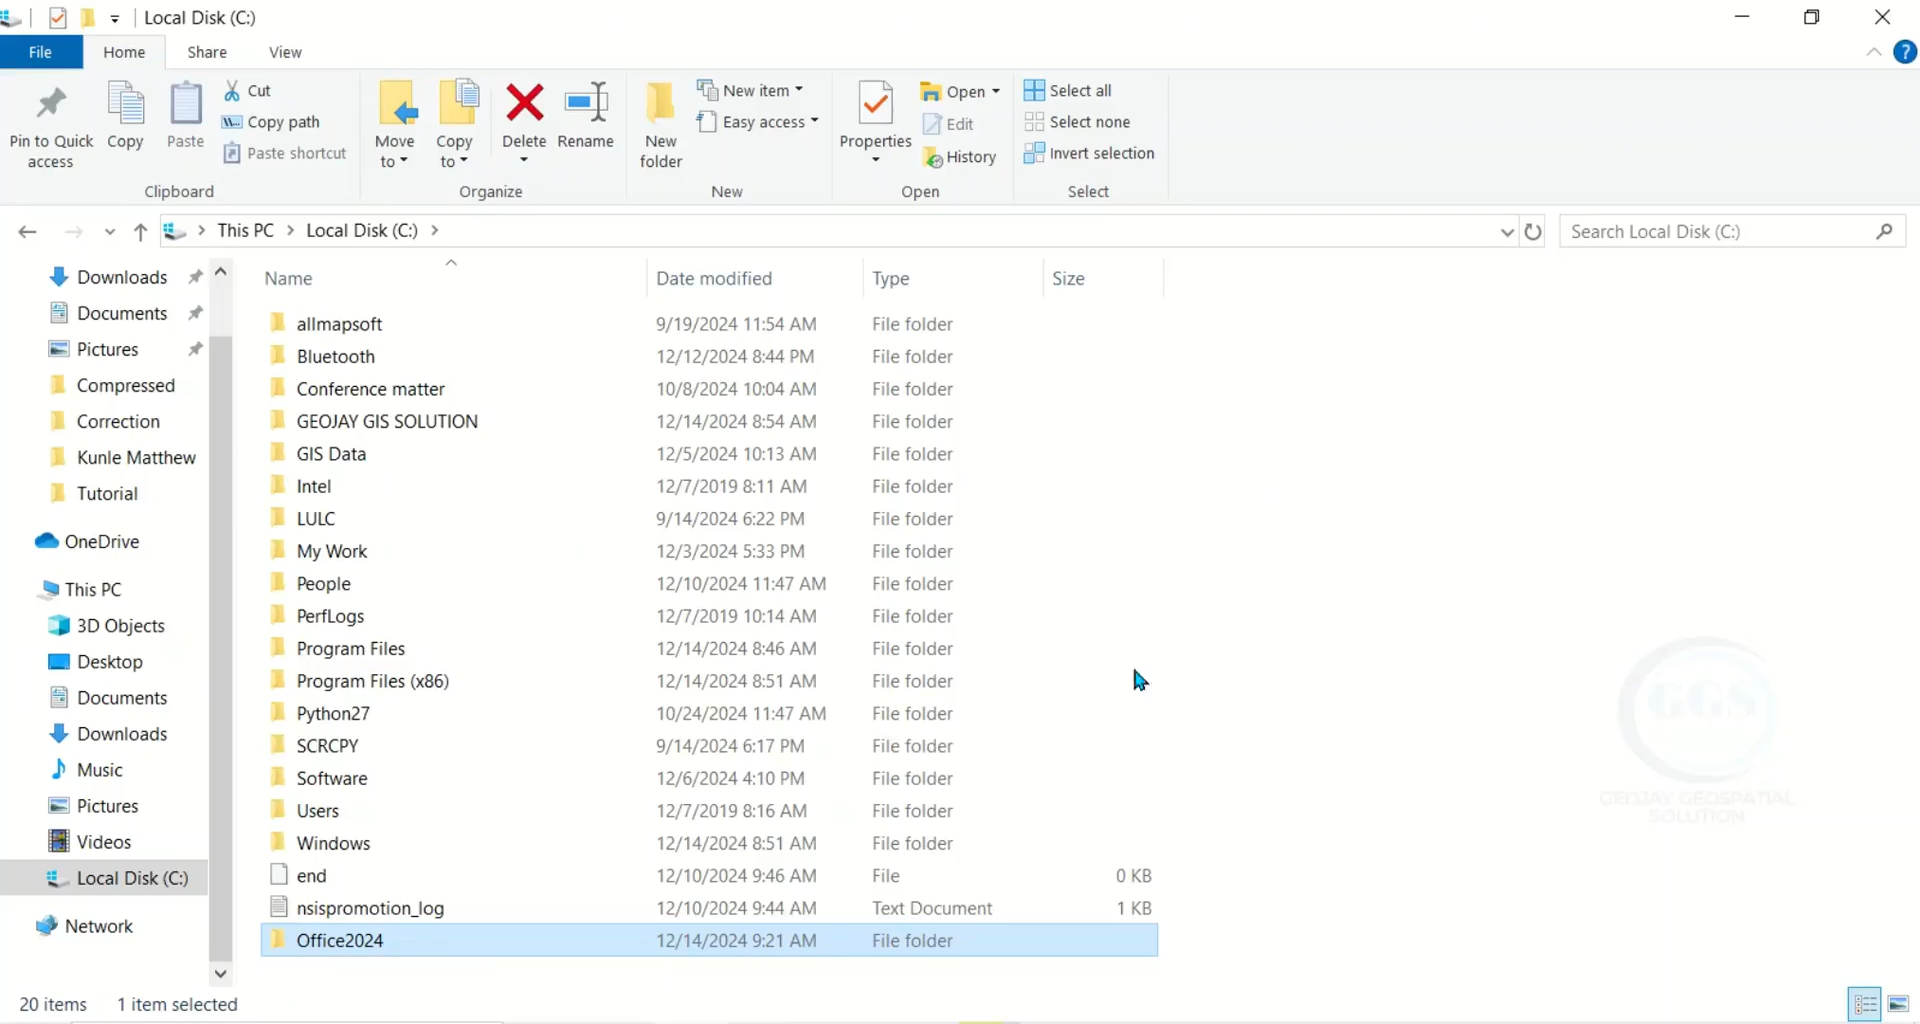 Local Disk (C:)
File Home Share View
Pin to Quick access
Copy
Paste
Cut
Copy path
Paste shortcut
Clipboard
Move to
Copy to
Delete
Rename
Organize
New folder
New item
Easy access
New
Properties
Open
Edit
History
Open
Select all
Select none
Invert selection
Select
This PC > Local Disk (C:) >
Search Local Disk (C:)
Downloads
Documents
Pictures
Compressed
Correction
Kunle Matthew
Tutorial
OneDrive
This PC
3D Objects
Desktop
Documents
Downloads
Music
Pictures
Videos
Local Disk (C:)
Network
Name Date modified Type Size
allmapsoft 9/19/2024 11:54 AM File folder
Bluetooth 12/12/2024 8:44 PM File folder
Conference matter 10/8/2024 10:04 AM File folder
GEOJAY GIS SOLUTION 12/14/2024 8:54 AM File folder
GIS Data 12/5/2024 10:13 AM File folder
Intel 12/7/2019 8:11 AM File folder
LULC 9/14/2024 6:22 PM File folder
My Work 12/3/2024 5:33 PM File folder
People 12/10/2024 11:47 AM File folder
PerfLogs 12/7/2019 10:14 AM File folder
Program Files 12/14/2024 8:46 AM File folder
Program Files (x86) 12/14/2024 8:51 AM File folder
Python27 10/24/2024 11:47 AM File folder
SCRCPY 9/14/2024 6:17 PM File folder
Software 12/6/2024 4:10 PM File folder
Users 12/7/2019 8:16 AM File folder
Windows 12/14/2024 8:51 AM File folder
end 12/10/2024 9:46 AM File 0 KB
nsispromotion_log 12/10/2024 9:44 AM Text Document 1 KB
Office2024 12/14/2024 9:21 AM File folder
GGS
GEOJAY GEOSPATIAL
SOLUTION
20 items 1 item selected